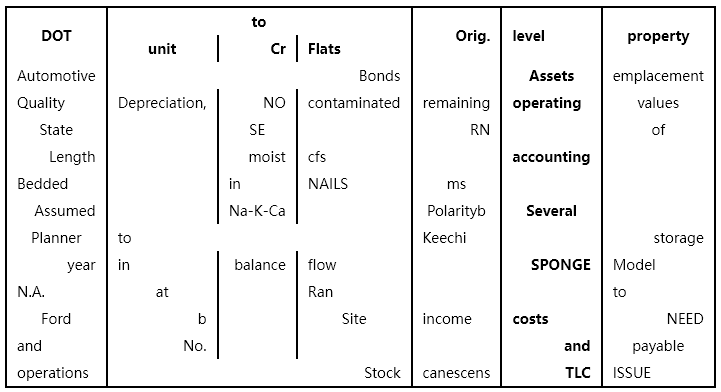 DOT to Orig. level property
unit Cr Flats
Automotive Bonds Assets emplacement
Quality Depreciation, NO contaminated remaining operating values
State SE RN of
Length moist cfs accounting
Bedded in NAILS ms
Assumed Na-K-Ca Polarityb Several
Planner to Keechi storage
year in balance flow SPONGE Model
N.A. at Ran to
Ford b Site income costs NEED
and No. and payable
operations Stock canescens TLC ISSUE